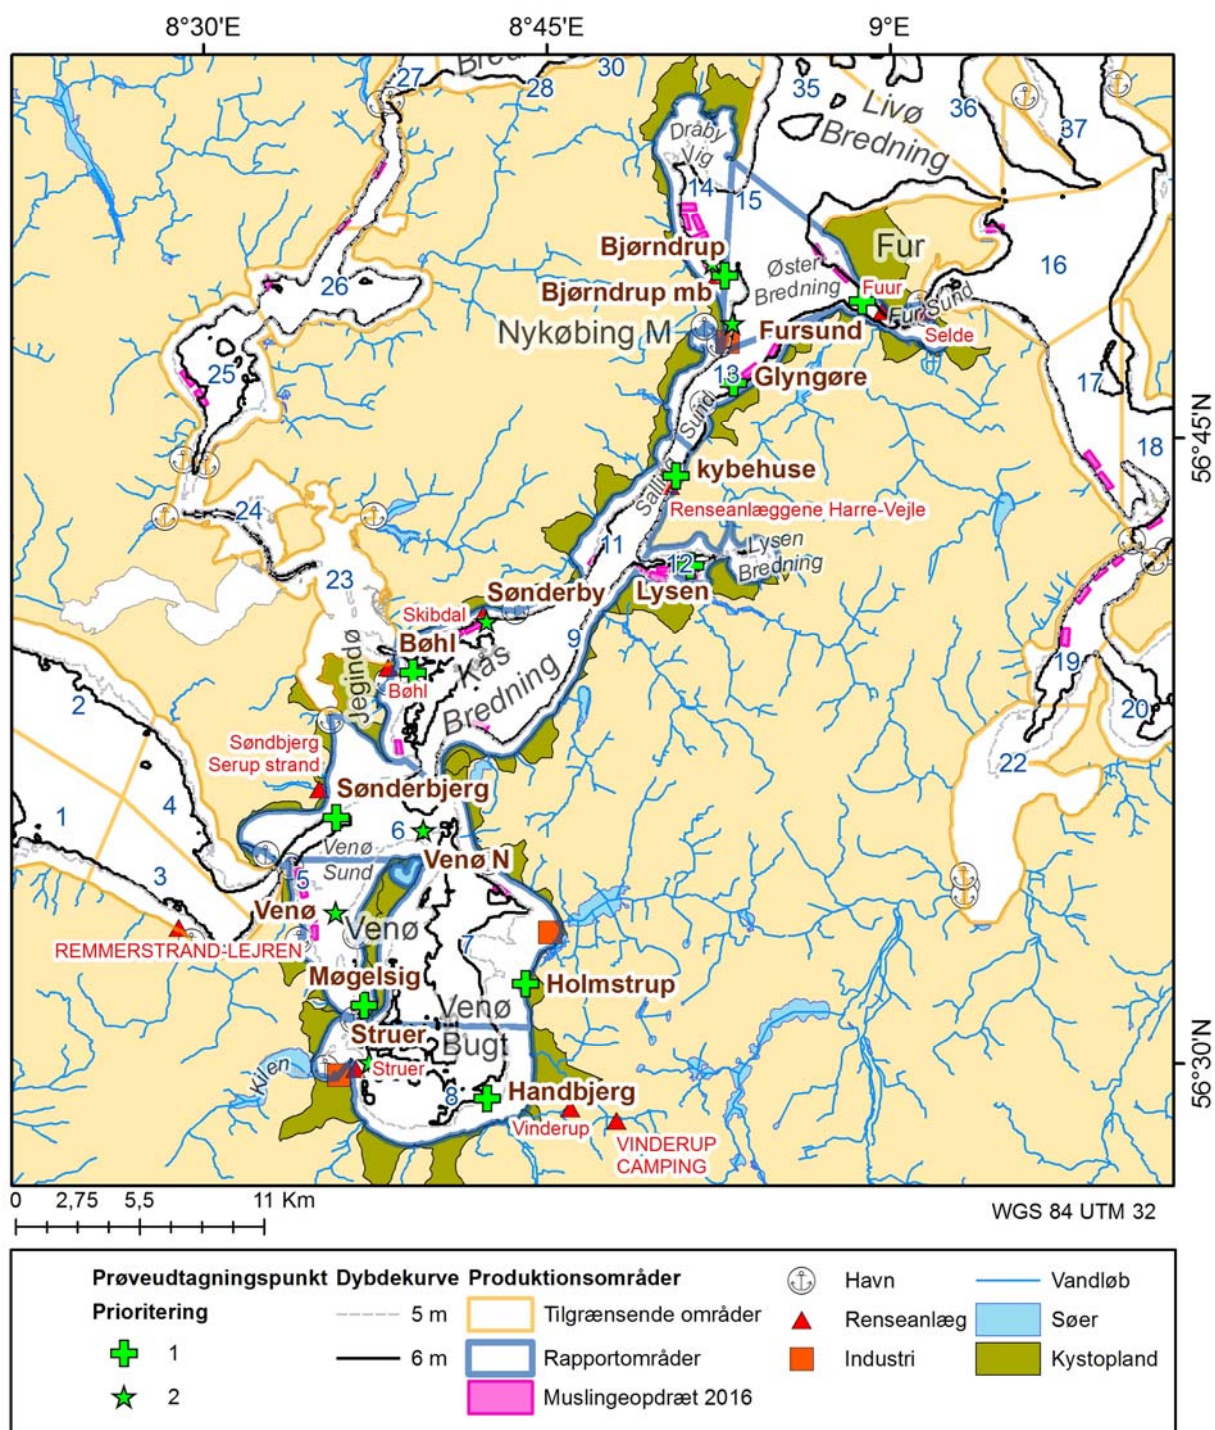 8°30'E
8°45'E
9°E
27
Bredn
28
30
35
Livø
Bredning
36
37
Dråby
Vig
14
15
Bjørndrup
Øster
Bredning
Fur
16
26
Bjørndrup mb
Fuur
Fur Sund
Nykøbing M
Fursund
Selde
25
13
Glyngøre
17
56°45'N
Salling Sund
18
kybehuse
24
Renseanlæggene Harre-Vejle
11
Lysen
Bredning
12
23
Sønderby
Lysen
Skibdal
9
Bøhl
Kås
Bredning
Jegindø
Bøhl
19
2
20
Søndbjerg
Serup strand
22
Sønderbjerg
1
4
6
Venø
Sund
Venø N
3
5
Venø
Venø
7
REMMERSTRAND-LEJREN
Møgelsig
Holmstrup
Venø
Bugt
Struer
Kilen
Struer
56°30'N
8
Handbjerg
Vinderup
VINDERUP
CAMPING
0 2,75 5,5 11 Km
WGS 84 UTM 32
Prøveudtagningspunkt
Prioritering
1
2
Dybdekurve
5 m
6 m
Produktionsområder
Tilgrænsende områder
Rapportområder
Muslingeopdræt 2016
Havn
Renseanlæg
Industri
Vandløb
Søer
Kystopland